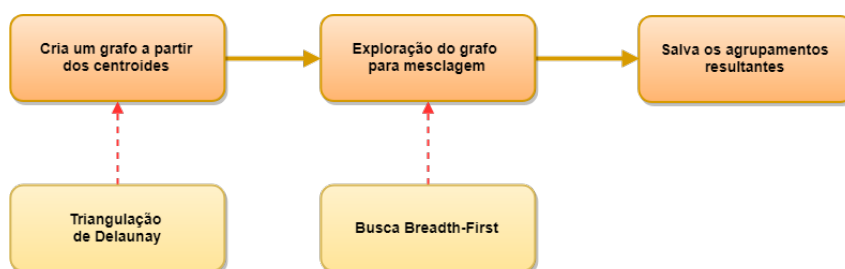 Cria um grafo a partir
dos centroides
Exploração do grafo
para mesclagem
Salva os agrupamentos
resultantes
Triangulação
de Delaunay
Busca Breadth-First